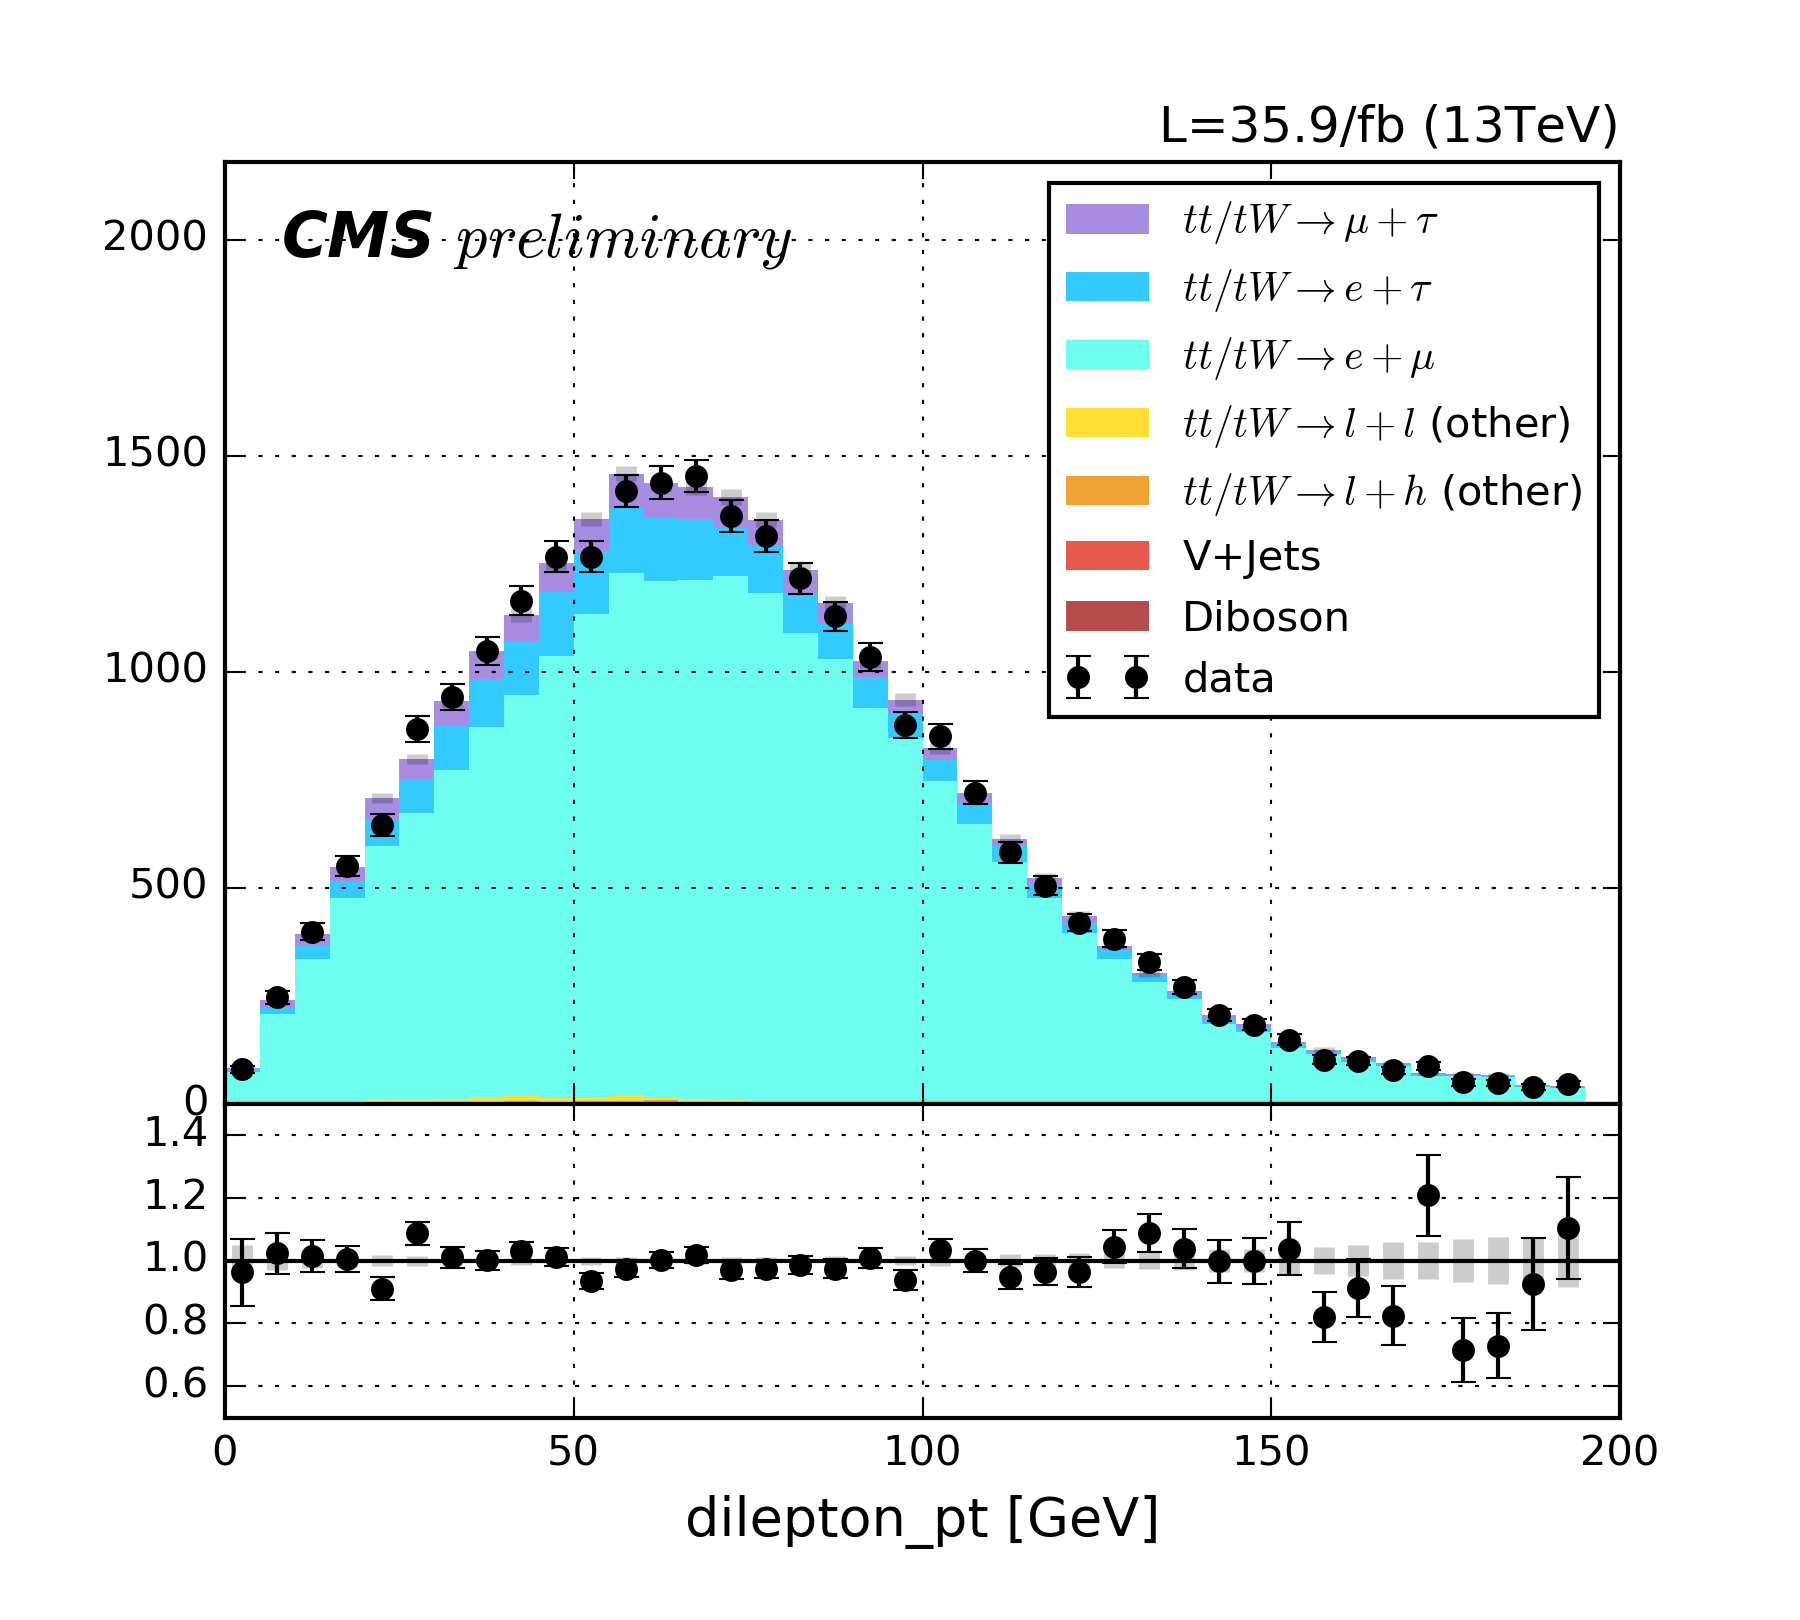 L=35.9/fb (13TeV)
CMS preliminary
2000
1500
1000
500
0
tt/tW → μ + τ
tt/tW → e + τ
tt/tW → e + μ
tt/tW → l + l (other)
tt/tW → l + h (other)
V+Jets
Diboson
data
1.4
1.2
1.0
0.8
0.6
0 50 100 150 200
dilepton_pt [GeV]